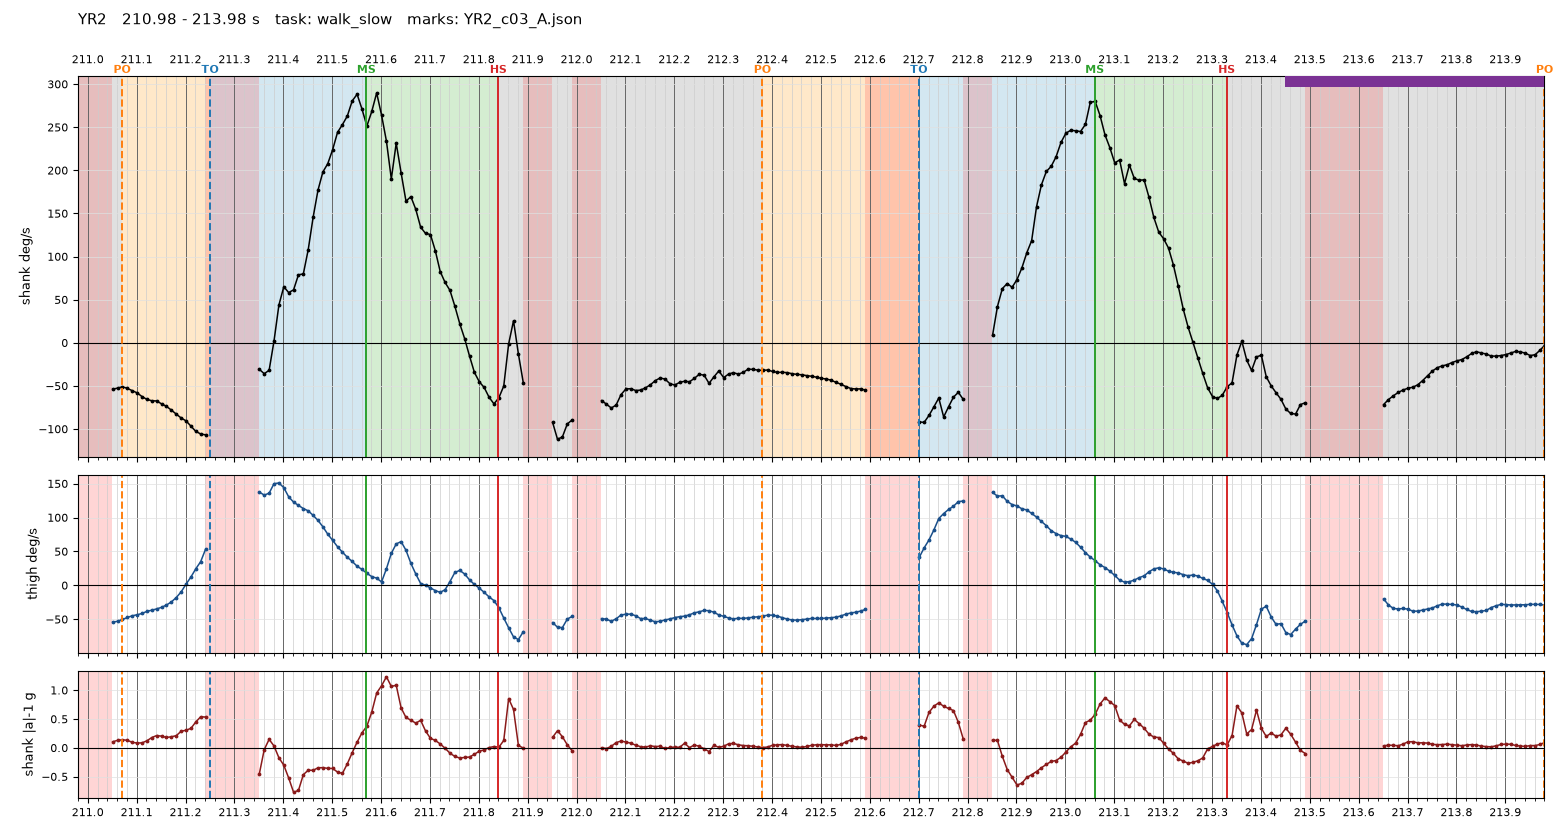 YR2 210.98 - 213.98 s task: walk_slow marks: YR2_c03_A.json
211.0 211.1 211.2 211.3 211.4 211.5 211.6 211.7 211.8 211.9 212.0 212.1 212.2 212.3 212.4 212.5 212.6 212.7 212.8 212.9 213.0 213.1 213.2 213.3 213.4 213.5 213.6 213.7 213.8 213.9
PO TO MS HS PO TO MS HS PO
300
250
200
150
100
50
0
−50
−100
shank deg/s
150
100
50
0
−50
thigh deg/s
1.0
0.5
0.0
−0.5
shank |a|-1 g
211.0 211.1 211.2 211.3 211.4 211.5 211.6 211.7 211.8 211.9 212.0 212.1 212.2 212.3 212.4 212.5 212.6 212.7 212.8 212.9 213.0 213.1 213.2 213.3 213.4 213.5 213.6 213.7 213.8 213.9